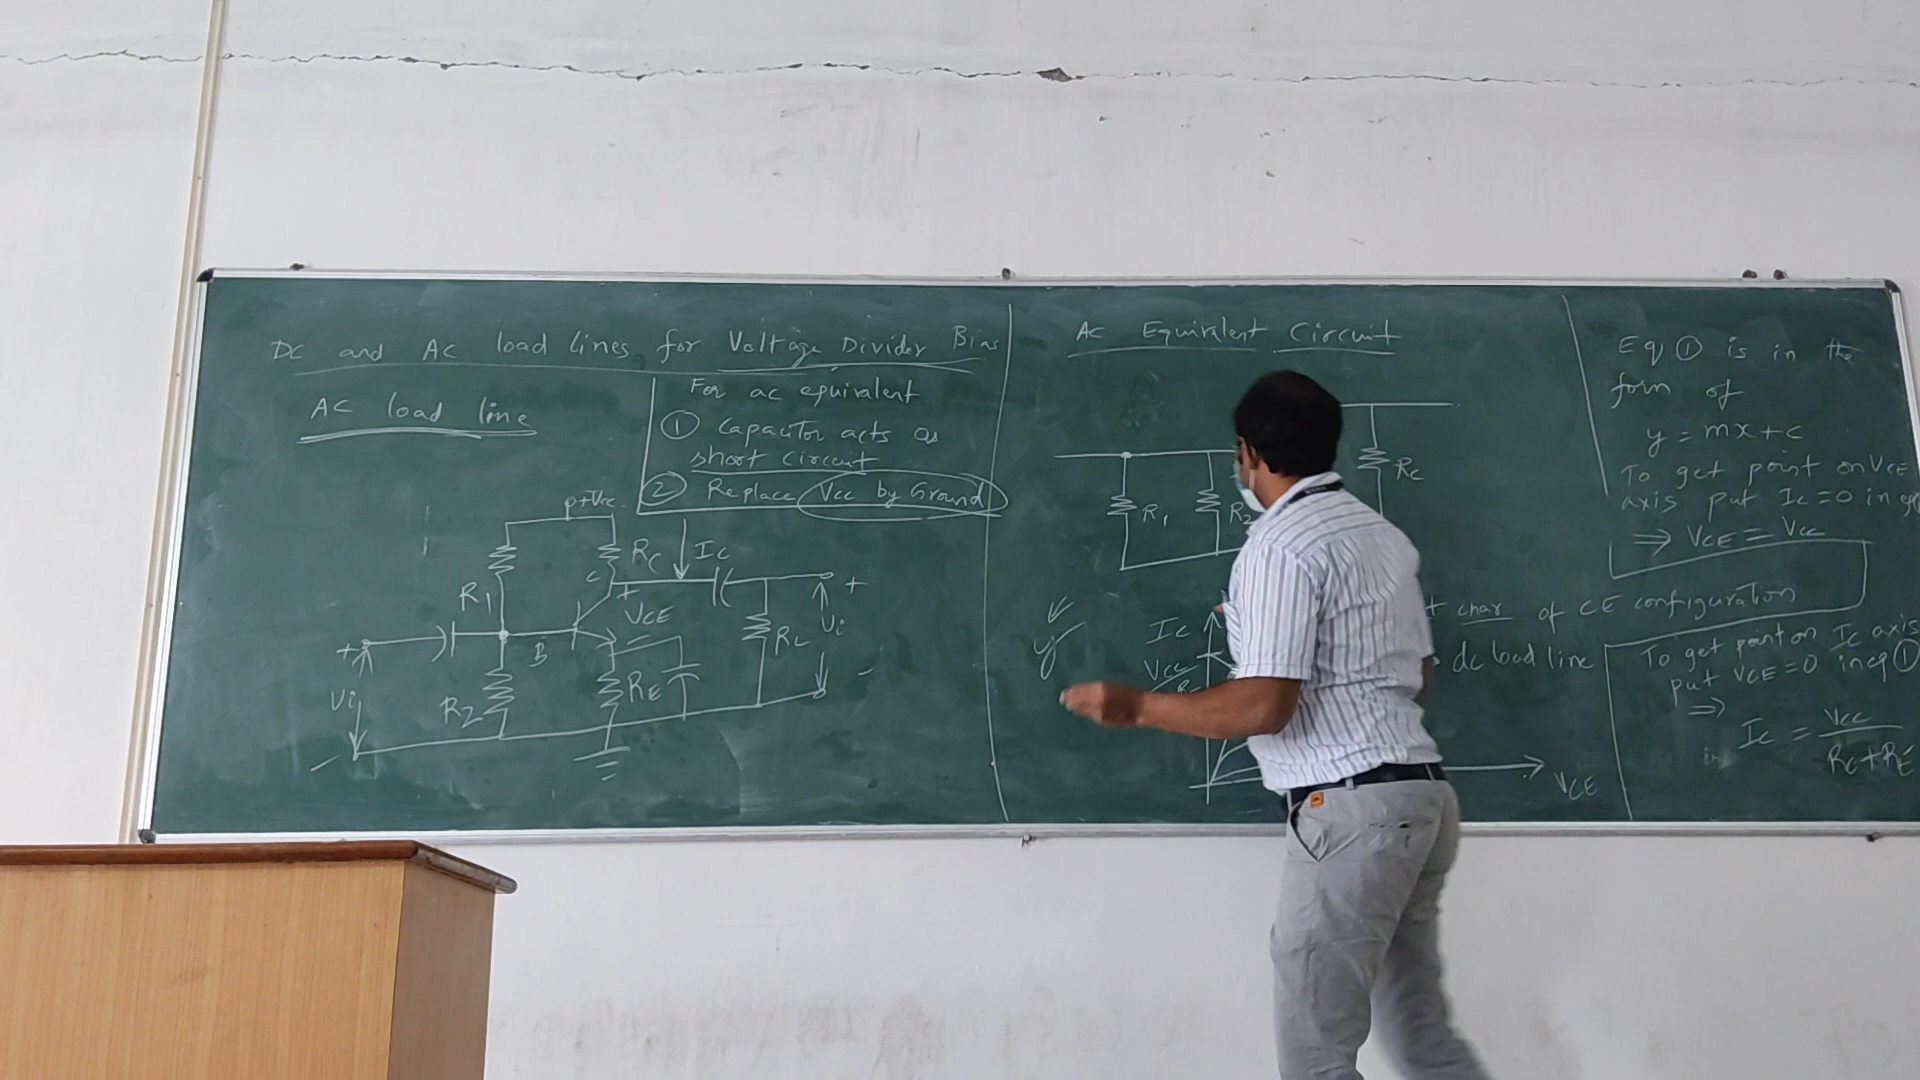 DC and AC load lines for Voltage Divider Bias
AC load line
For ac equivalent
① Capacitor acts as
short circuit
② Replace Vcc by Ground
+Vcc
RC
IC
C
+
+
R1
VCE
Vi
RL
B
+
-
Vi
R2
RE
-
AC Equivalent Circuit
RC
R1
R2
y
IC
VCC
char of CE configuration
dc load line
VCE
Eq ① is in the
form of
y = mx + c
To get point on VCE
axis put IC = 0 in eq
⇒ VCE = VCC
To get point on IC axis
put VCE = 0 in eq ①
⇒
IC = VCC
RC + RE